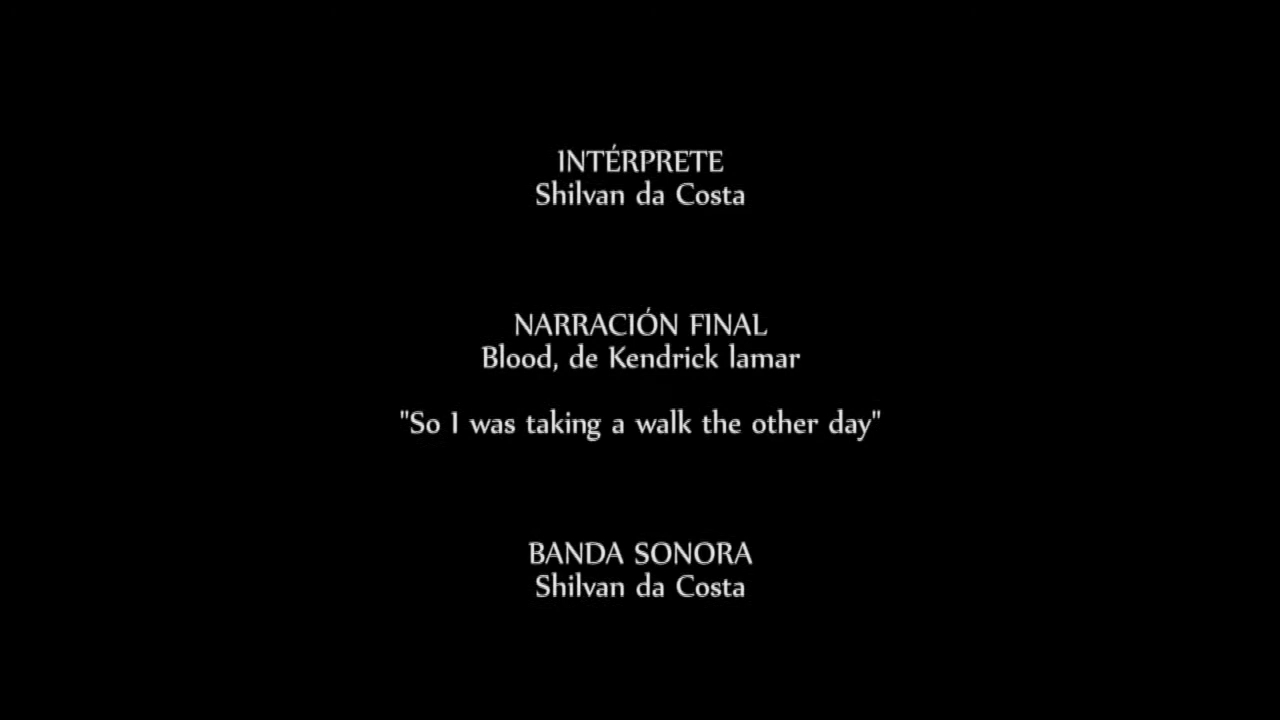 INTÉRPRETE
Shilvan da Costa
NARRACIÓN FINAL
Blood, de Kendrick lamar
"So I was taking a walk the other day"
BANDA SONORA
Shilvan da Costa